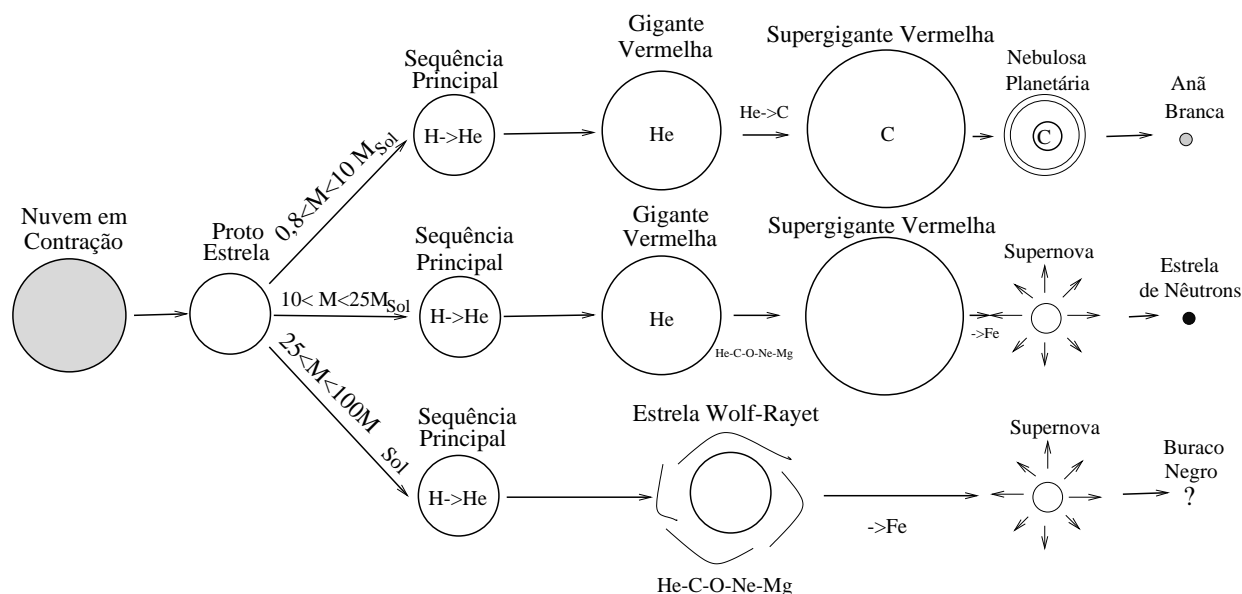 Nuvem em
Contração
Proto
Estrela
0,8<M<10 M Sol
Sequência
Principal
H->He
Gigante
Vermelha
He
He->C
Supergigante Vermelha
C
Nebulosa
Planetária
C
Anã
Branca
10< M<25M Sol
Sequência
Principal
H->He
Gigante
Vermelha
He
He-C-O-Ne-Mg
Supergigante Vermelha
->Fe
Supernova
Estrela
de Nêutrons
25<M<100M Sol
Sequência
Principal
H->He
Estrela Wolf-Rayet
He-C-O-Ne-Mg
->Fe
Supernova
Buraco
Negro
?